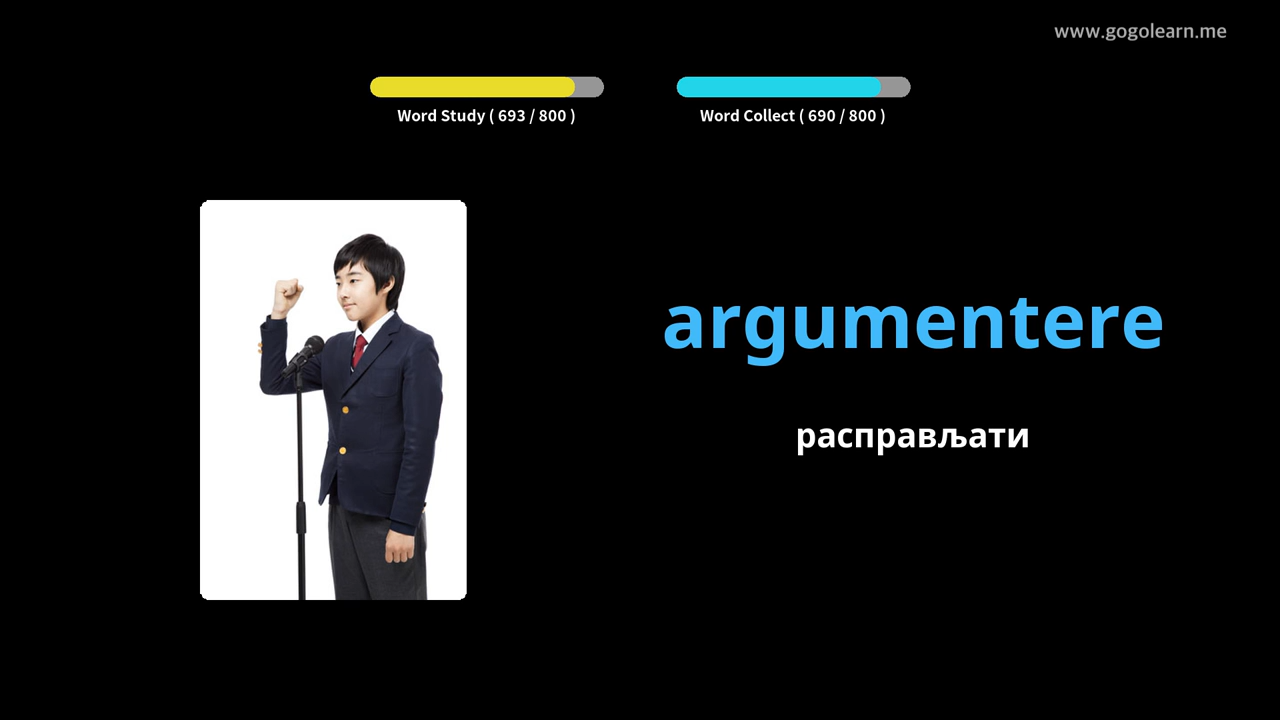 www.gogolearn.me
Word Study ( 693 / 800 )
Word Collect ( 690 / 800 )
argumentere
расправљати